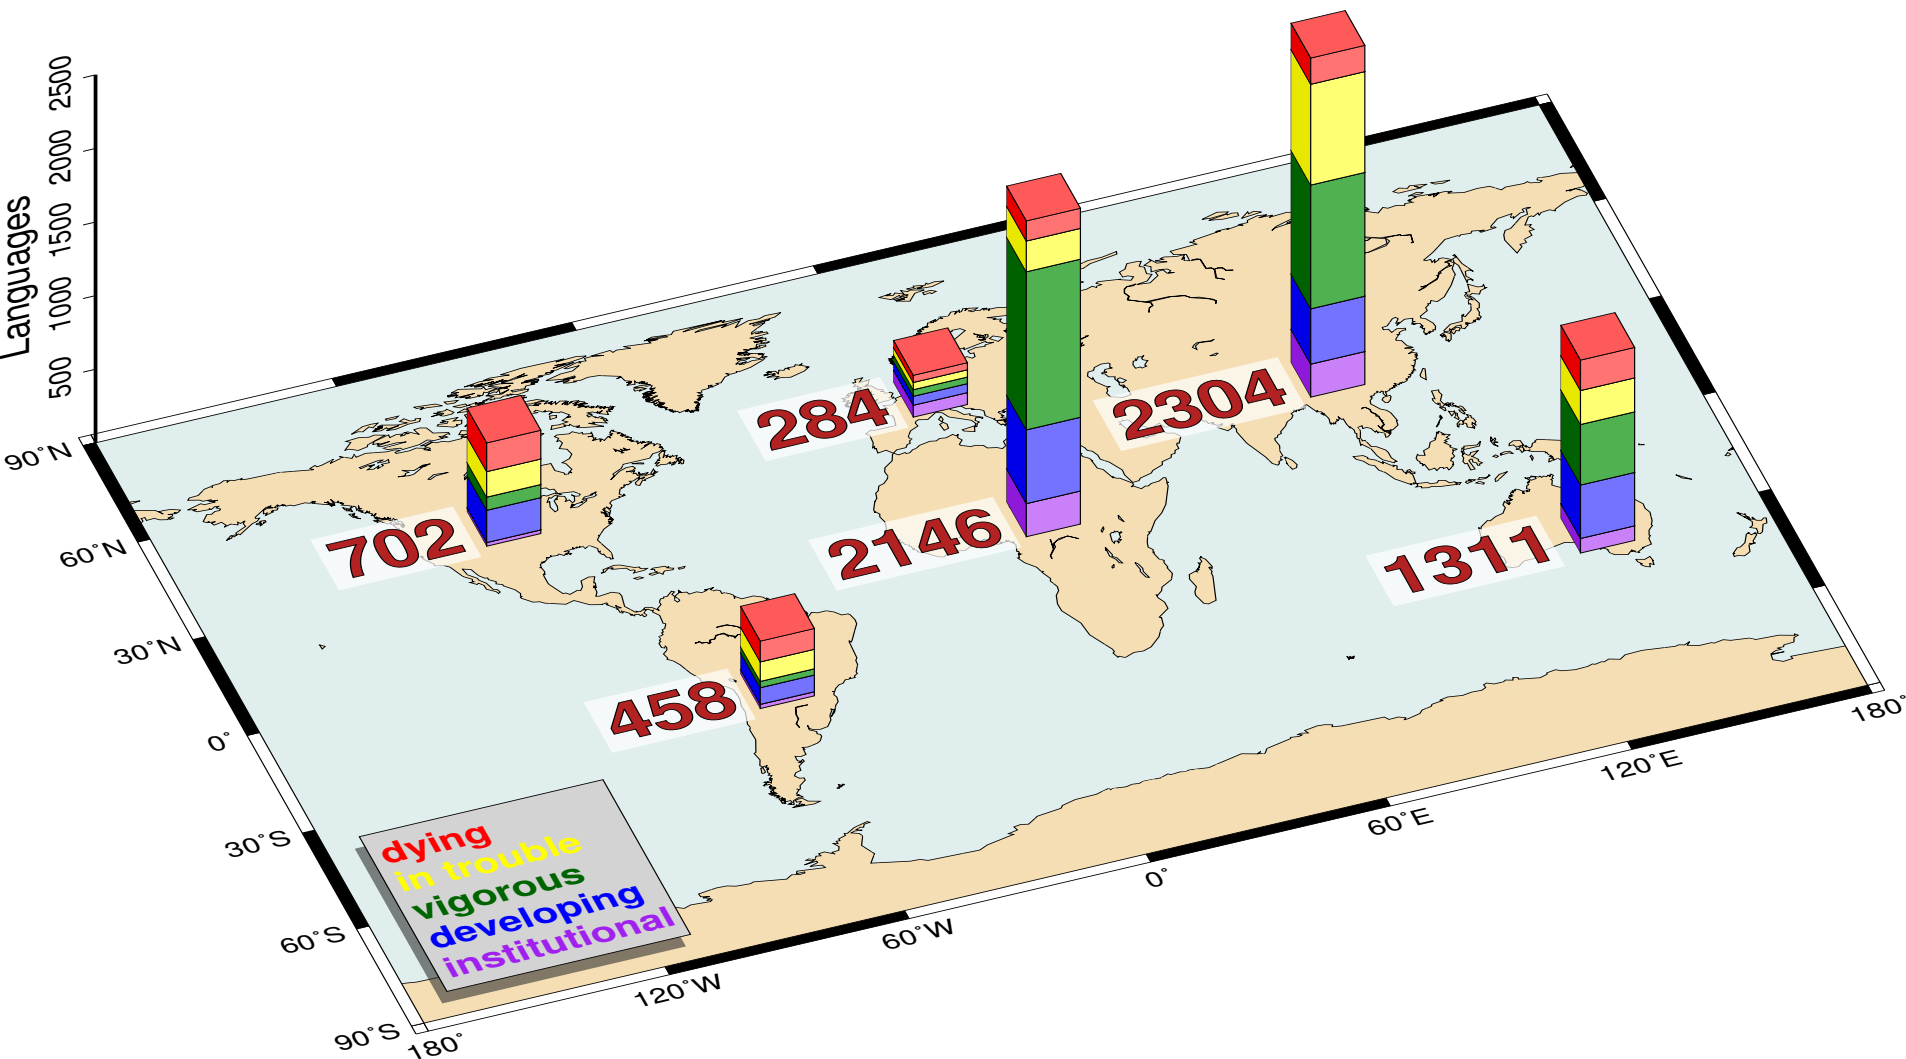 Languages
2500
2000
1500
1000
500
90°N
60°N
30°N
0°
30°S
60°S
90°S
180°
120°W
60°W
0°
60°E
120°E
180°
702
458
284
2146
2304
1311
dying
in trouble
vigorous
developing
institutional